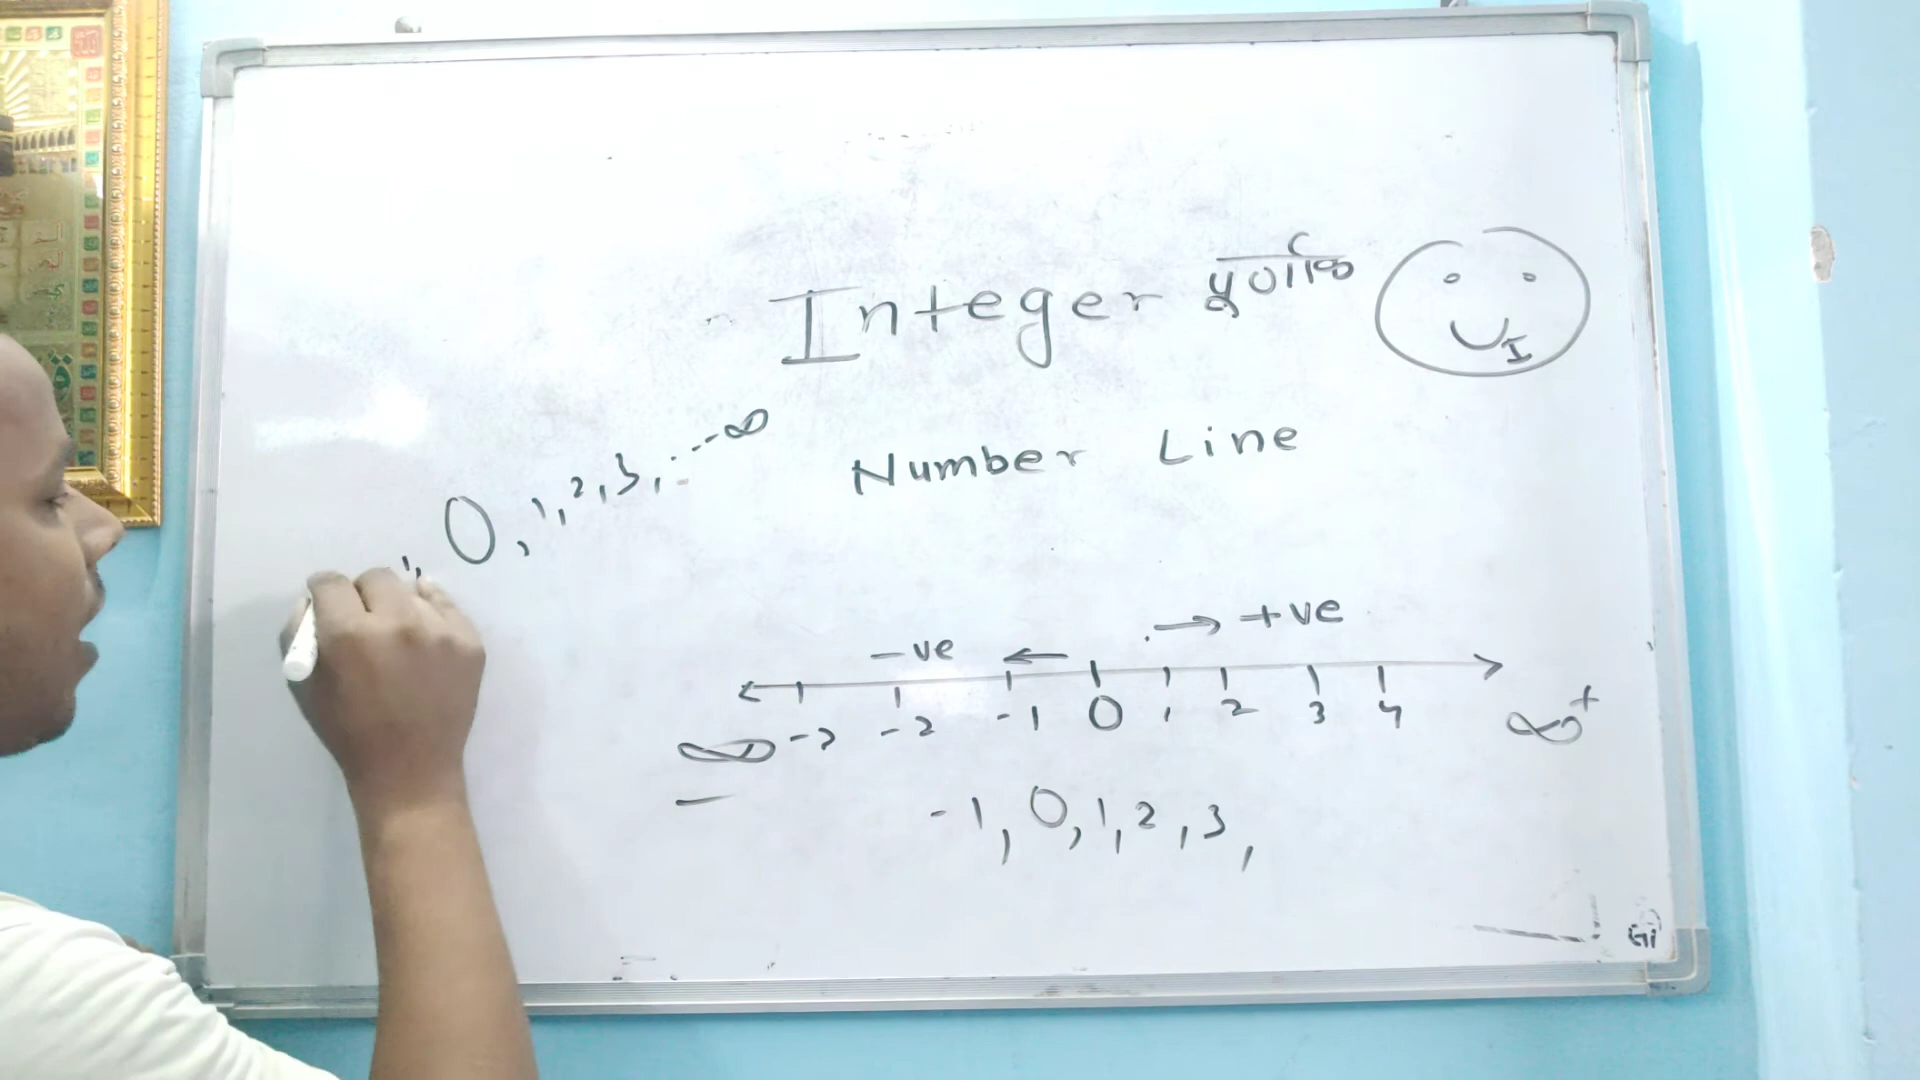 Integer पूर्णांक
I
Number Line
', 0, 1, 2, 3, ... ∞
→ +ve
-ve ←
-3 -2 -1 0 1 2 3 4
∞ -
∞ +
-1, 0, 1, 2, 3,